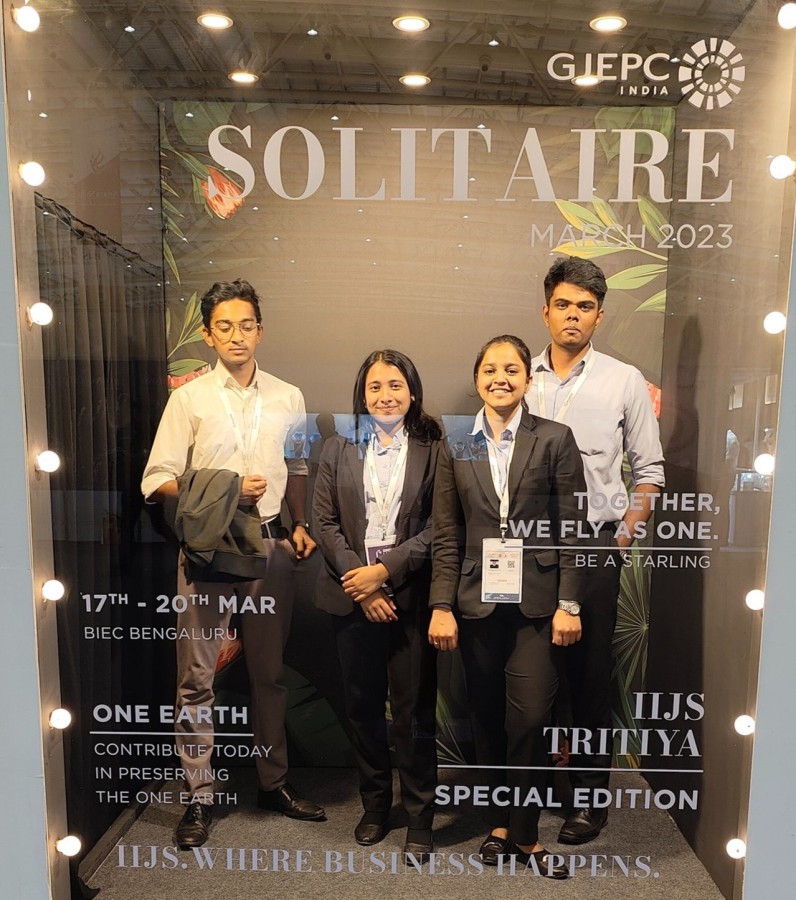 GJEPC
INDIA
SOLITAIRE
MARCH 2023
TOGETHER,
WE FLY AS ONE.
BE A STARLING
17TH - 20TH MAR
BIEC BENGALURU
ONE EARTH
CONTRIBUTE TODAY
IN PRESERVING
THE ONE EARTH
IIJS
TRITIYA
SPECIAL EDITION
IIJS.WHERE BUSINESS HAPPENS.